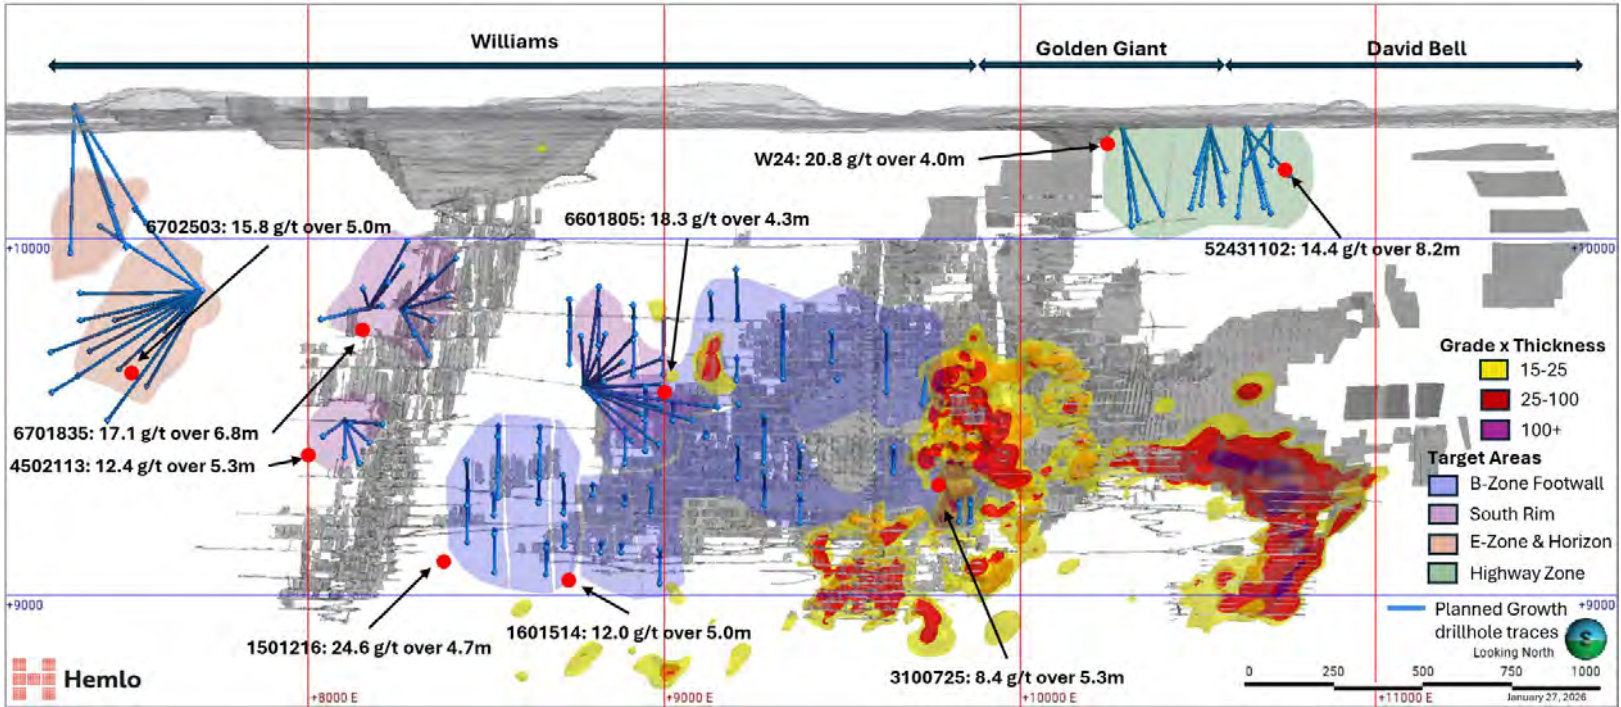 Williams
Golden Giant
David Bell
W24: 20.8 g/t over 4.0m
6702503: 15.8 g/t over 5.0m
6601805: 18.3 g/t over 4.3m
+10000
52431102: 14.4 g/t over 8.2m
+10000
Grade x Thickness
15-25
25-100
100+
6701835: 17.1 g/t over 6.8m
4502113: 12.4 g/t over 5.3m
Target Areas
B-Zone Footwall
South Rim
E-Zone & Horizon
Highway Zone
+9000
Planned Growth
drillhole traces
+9000
Looking North
S
1501216: 24.6 g/t over 4.7m
1601514: 12.0 g/t over 5.0m
3100725: 8.4 g/t over 5.3m
Hemlo
0 250 500 750 1000
+8000 E
+9000 E
+10000 E
+11000 E
January 27, 2026